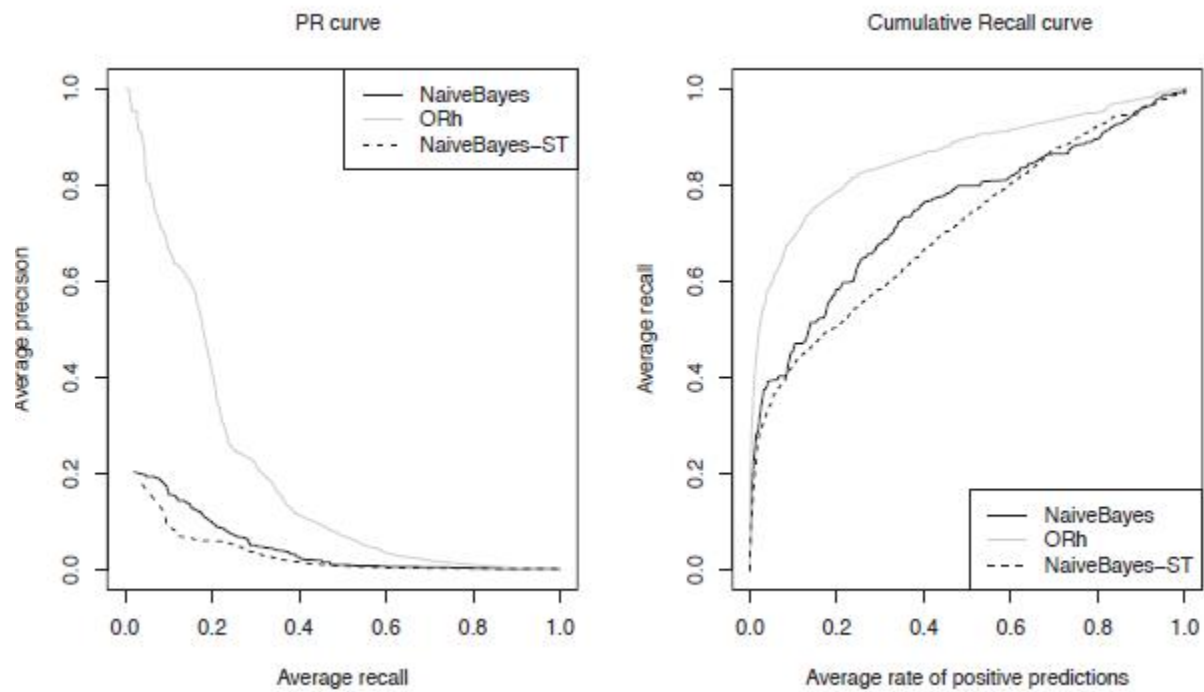 PR curve
1.0
0.8
0.6
0.4
0.2
0.0
Average precision
NaiveBayes
ORh
NaiveBayes-ST
0.0 0.2 0.4 0.6 0.8 1.0
Average recall
Cumulative Recall curve
1.0
0.8
0.6
0.4
0.2
0.0
Average recall
NaiveBayes
ORh
NaiveBayes-ST
0.0 0.2 0.4 0.6 0.8 1.0
Average rate of positive predictions